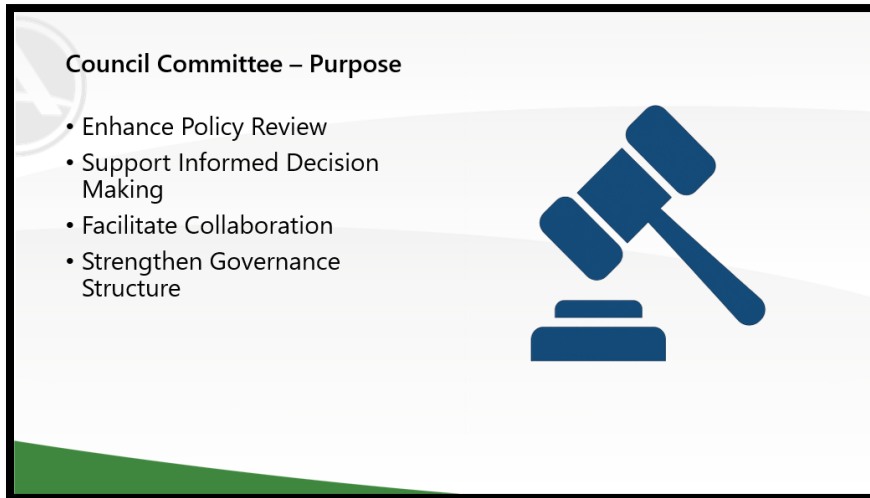 Council Committee – Purpose
• Enhance Policy Review
• Support Informed Decision
Making
• Facilitate Collaboration
• Strengthen Governance
Structure